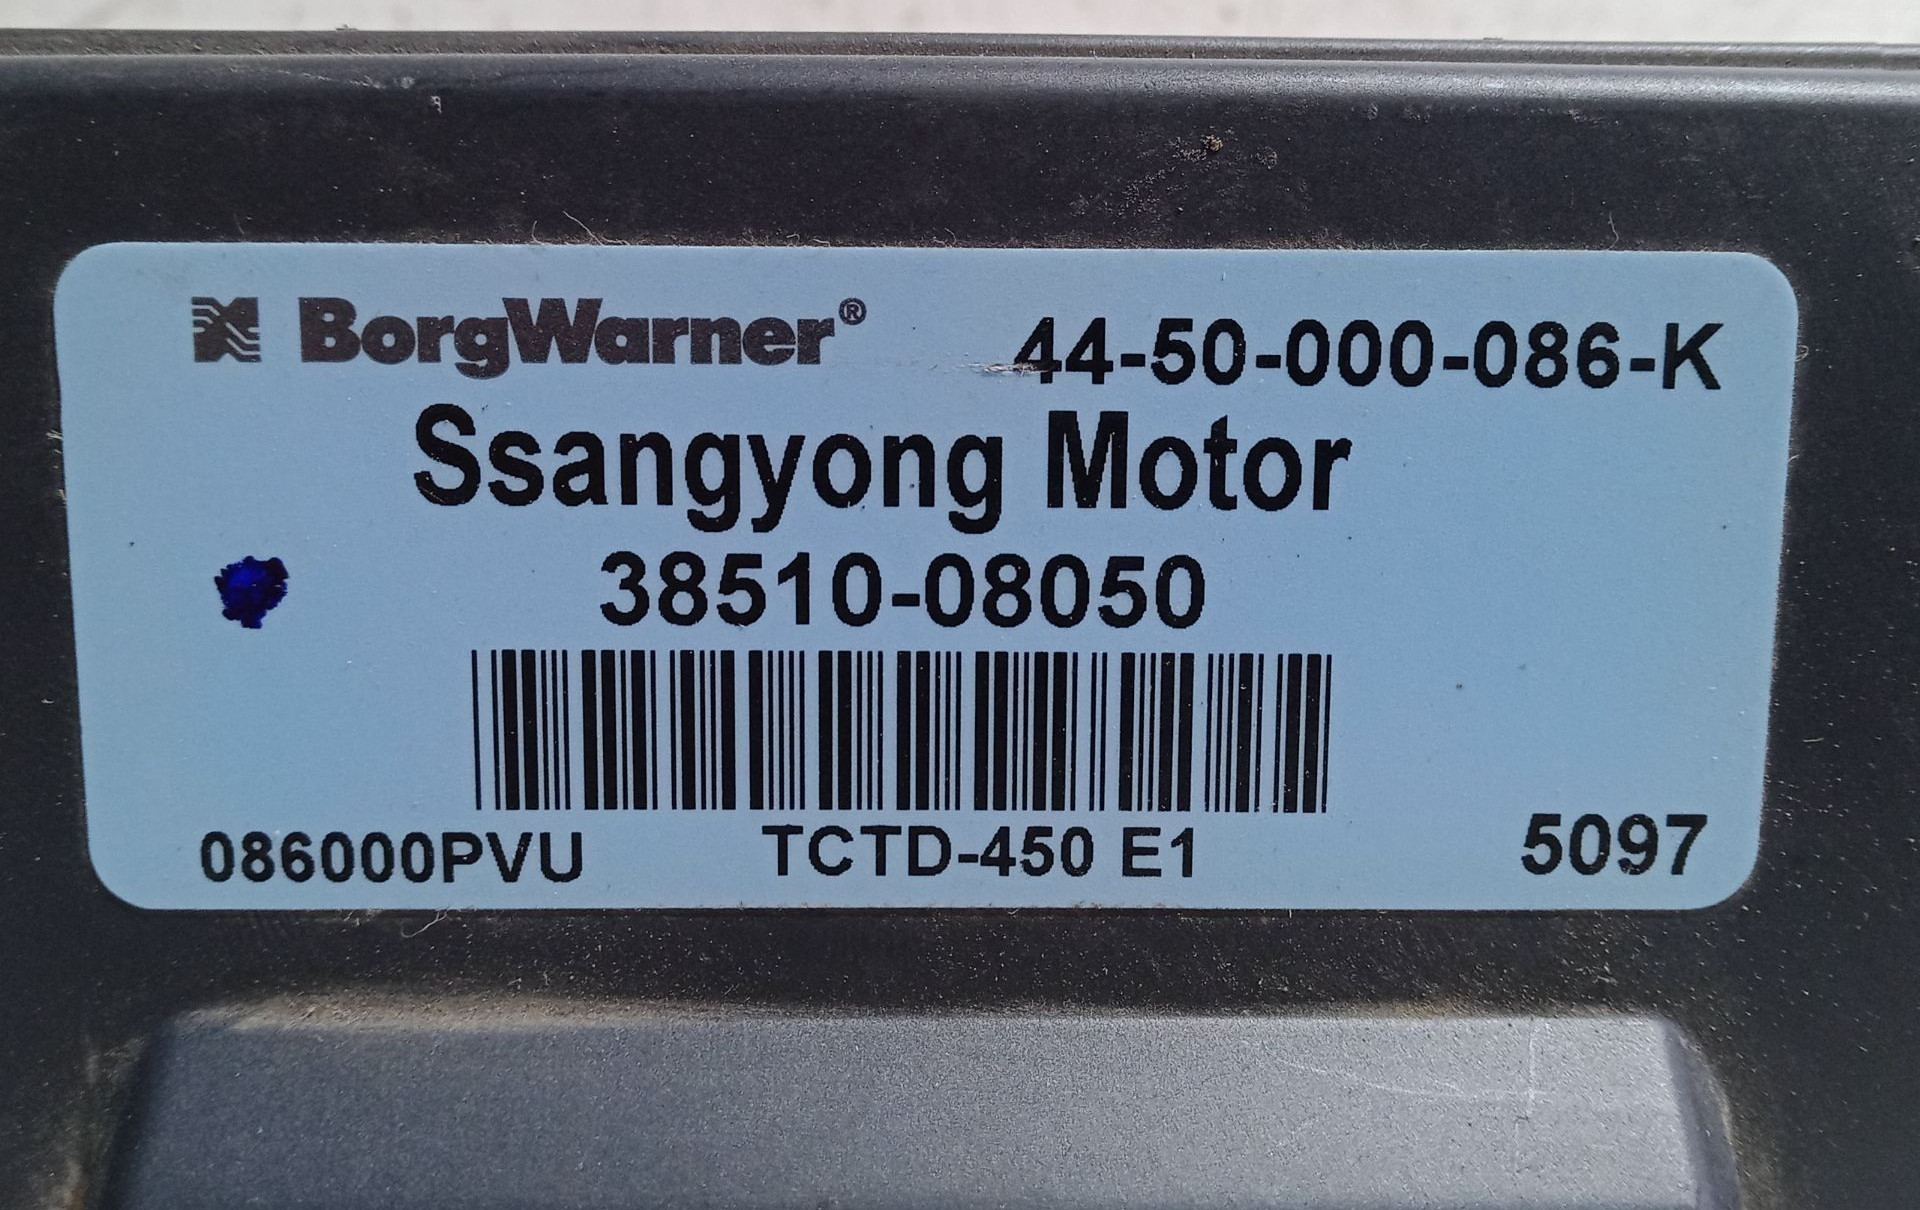 BorgWarner® 44-50-000-086-K
Ssangyong Motor
38510-08050
086000PVU TCTD-450 E1 5097